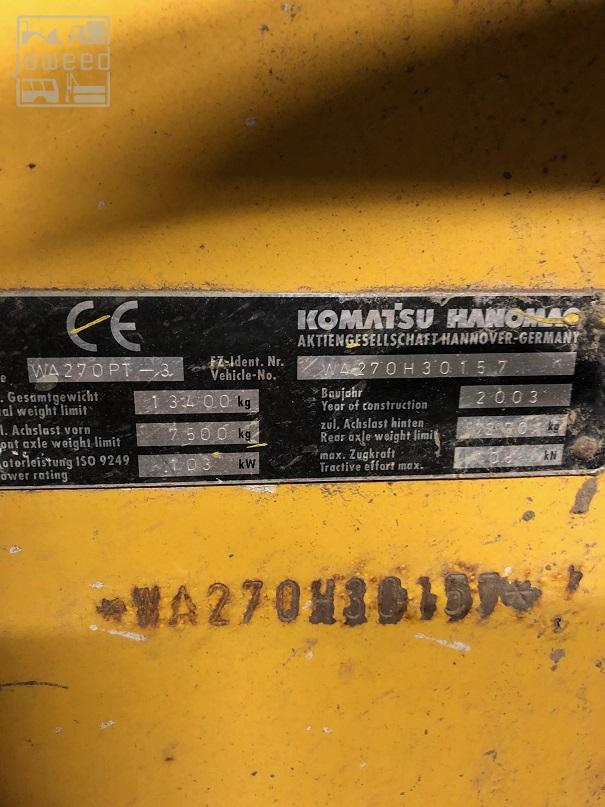 joweed
CE KOMATSU HANOMAG
AKTIENGESELLSCHAFT HANNOVER-GERMANY
WA270PT-3 FZ-Ident. Nr. Vehicle-No. WA270H30157
Gesamtgewicht
weight limit 13400 kg
Baujahr
Year of construction 2003
Achslast vorn
axle weight limit 7500 kg
zul. Achslast hinten
Rear axle weight limit kg
ISO 9249
rating 103 kW
max. Zugkraft
Tractive effort max. kN
*WA270H30157*